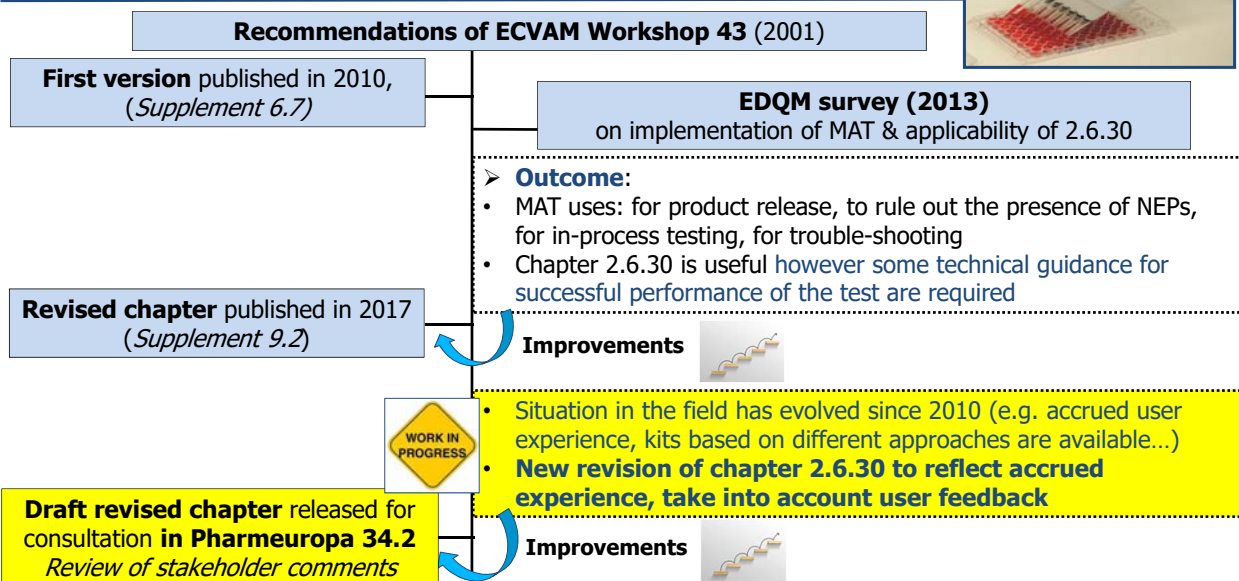 Recommendations of ECVAM Workshop 43 (2001)
First version published in 2010,
(Supplement 6.7)
EDQM survey (2013)
on implementation of MAT & applicability of 2.6.30
➢ Outcome:
• MAT uses: for product release, to rule out the presence of NEPs,
for in-process testing, for trouble-shooting
• Chapter 2.6.30 is useful however some technical guidance for
successful performance of the test are required
Revised chapter published in 2017
(Supplement 9.2)
Improvements
WORK IN
PROGRESS
• Situation in the field has evolved since 2010 (e.g. accrued user
experience, kits based on different approaches are available…)
• New revision of chapter 2.6.30 to reflect accrued
experience, take into account user feedback
Draft revised chapter released for
consultation in Pharmeuropa 34.2
Review of stakeholder comments
Improvements